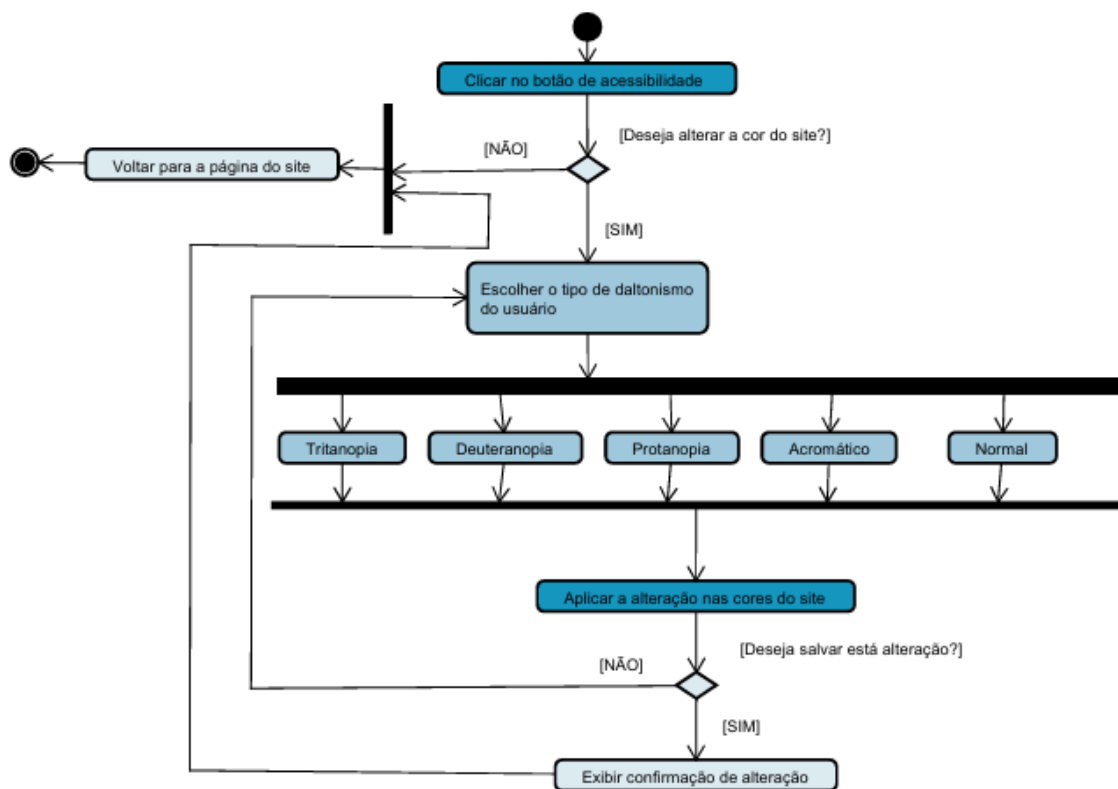 Clicar no botão de acessibilidade
[Deseja alterar a cor do site?]
[NÃO]
Voltar para a página do site
[SIM]
Escolher o tipo de daltonismo
do usuário
Tritanopia
Deuteranopia
Protanopia
Acromático
Normal
Aplicar a alteração nas cores do site
[Deseja salvar está alteração?]
[NÃO]
[SIM]
Exibir confirmação de alteração